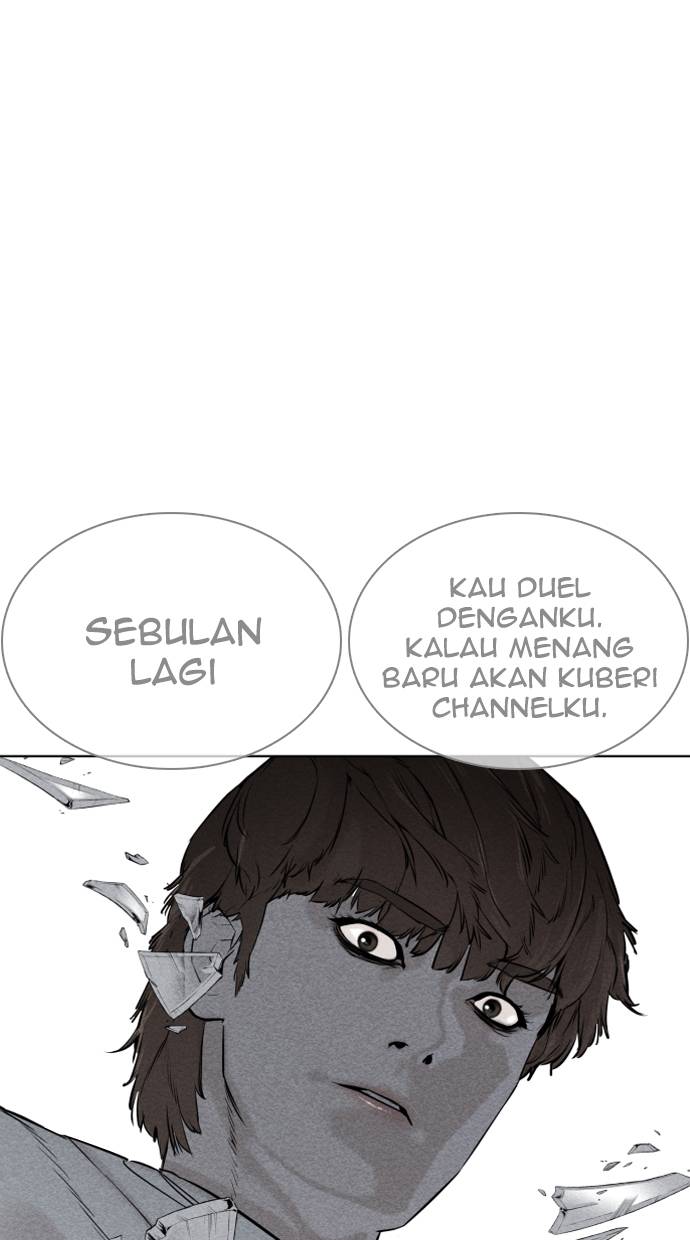 SEBULAN
LAGI
KAU DUEL
DENGANKU.
KALAU MENANG
BARU AKAN KUBERI
CHANNELKU.